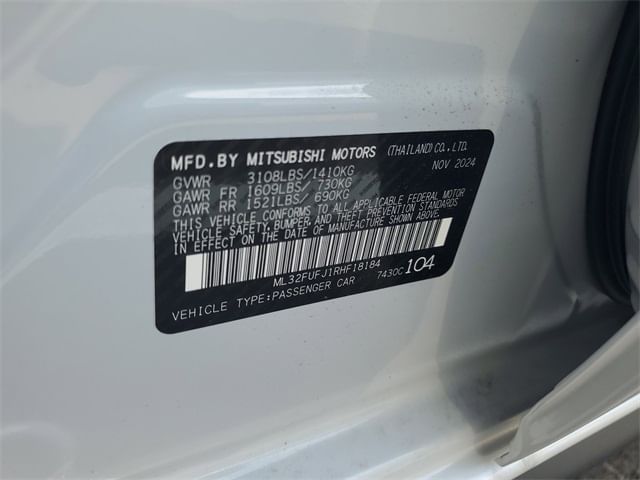 MFD.BY MITSUBISHI MOTORS (THAILAND) CO., LTD.
NOV 2024
GVWR 3108LBS/1410KG
GAWR FR 1609LBS/ 730KG
GAWR RR 1521LBS/ 690KG
THIS VEHICLE CONFORMS TO ALL APPLICABLE FEDERAL MOTOR
VEHICLE SAFETY, BUMPER, AND THEFT PREVENTION STANDARDS
IN EFFECT ON THE DATE OF MANUFACTURE SHOWN ABOVE.
ML32FUFJ1RHF18184 7430C 104
VEHICLE TYPE:PASSENGER CAR